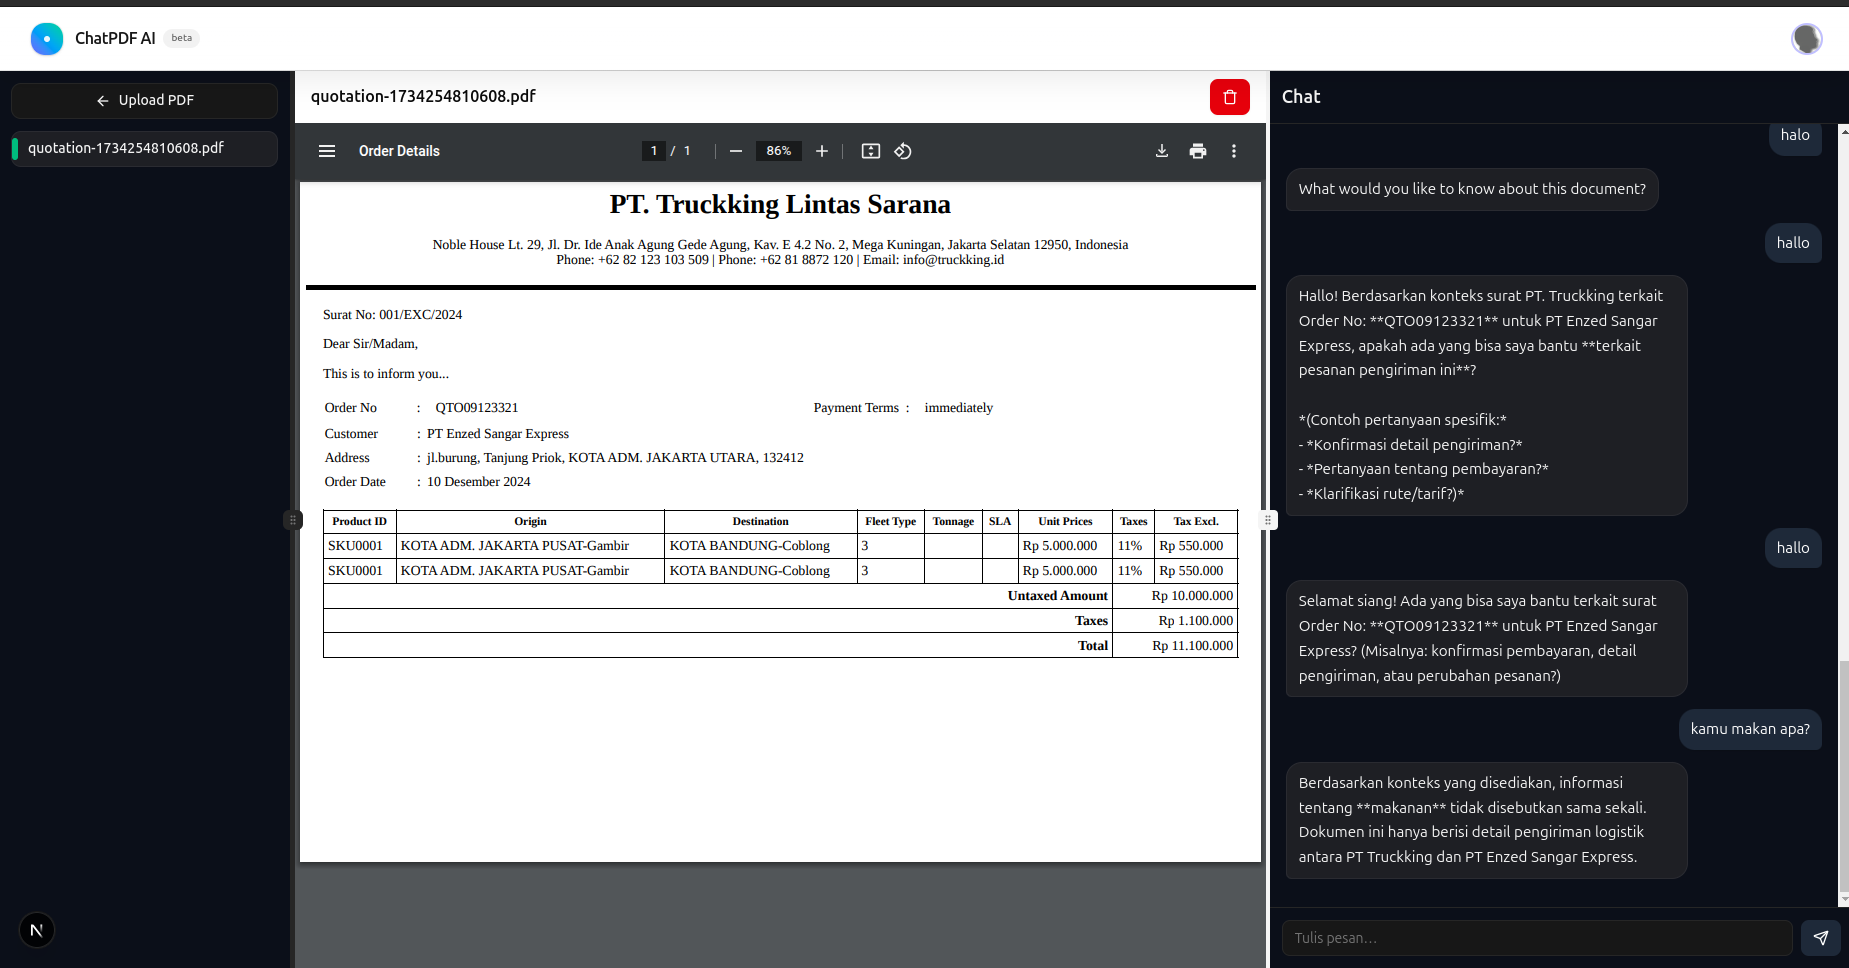 ChatPDF AI beta
Upload PDF
quotation-1734254810608.pdf
quotation-1734254810608.pdf
Order Details
1 / 1
86%
PT. Truckking Lintas Sarana
Noble House Lt. 29, Jl. Dr. Ide Anak Agung Gede Agung, Kav. E 4.2 No. 2, Mega Kuningan, Jakarta Selatan 12950, Indonesia
Phone: +62 82 123 103 509 | Phone: +62 81 8872 120 | Email: info@truckking.id
Surat No: 001/EXC/2024
Dear Sir/Madam,
This is to inform you...
Order No : QTO09123321 Payment Terms : immediately
Customer : PT Enzed Sangar Express
Address : jl.burung, Tanjung Priok, KOTA ADM. JAKARTA UTARA, 132412
Order Date : 10 Desember 2024
Product ID Origin Destination Fleet Type Tonnage SLA Unit Prices Taxes Tax Excl.
SKU0001 KOTA ADM. JAKARTA PUSAT-Gambir KOTA BANDUNG-Coblong 3 Rp 5.000.000 11% Rp 550.000
SKU0001 KOTA ADM. JAKARTA PUSAT-Gambir KOTA BANDUNG-Coblong 3 Rp 5.000.000 11% Rp 550.000
Untaxed Amount Rp 10.000.000
Taxes Rp 1.100.000
Total Rp 11.100.000
Chat
halo
What would you like to know about this document?
hallo
Hallo! Berdasarkan konteks surat PT. Truckking terkait
Order No: **QTO09123321** untuk PT Enzed Sangar
Express, apakah ada yang bisa saya bantu **terkait
pesanan pengiriman ini**?
*(Contoh pertanyaan spesifik:*
- *Konfirmasi detail pengiriman?*
- *Pertanyaan tentang pembayaran?*
- *Klarifikasi rute/tarif?)*
hallo
Selamat siang! Ada yang bisa saya bantu terkait surat
Order No: **QTO09123321** untuk PT Enzed Sangar
Express? (Misalnya: konfirmasi pembayaran, detail
pengiriman, atau perubahan pesanan?)
kamu makan apa?
Berdasarkan konteks yang disediakan, informasi
tentang **makanan** tidak disebutkan sama sekali.
Dokumen ini hanya berisi detail pengiriman logistik
antara PT Truckking dan PT Enzed Sangar Express.
Tulis pesan...
N